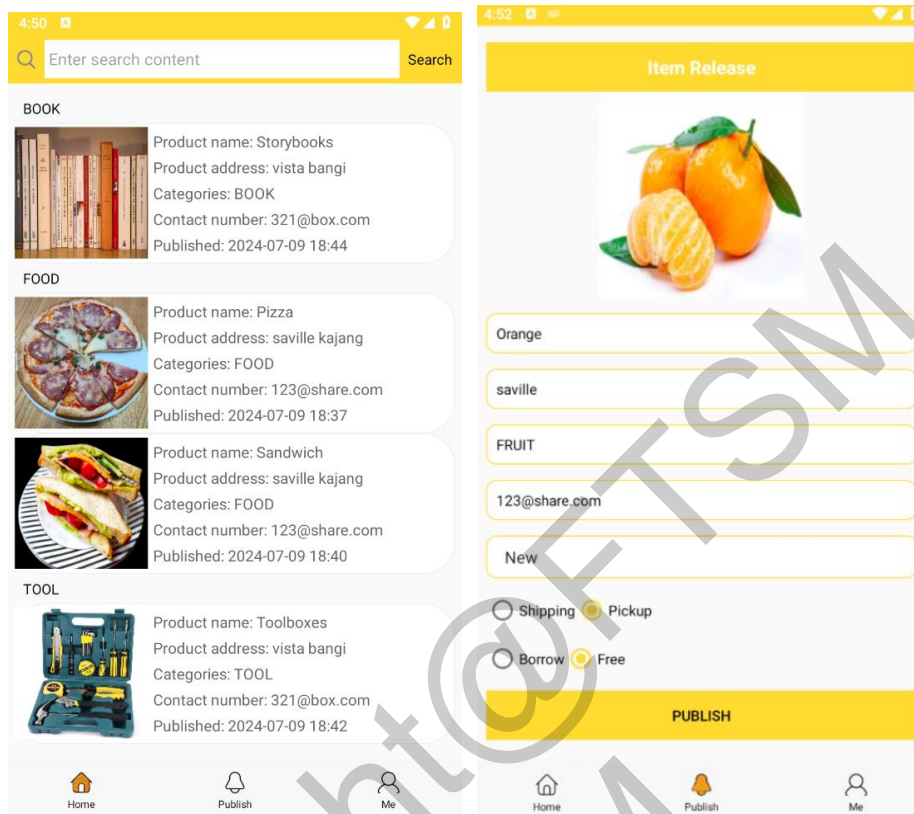 4:50
Enter search content
Search
BOOK
Product name: Storybooks
Product address: vista bangi
Categories: BOOK
Contact number: 321@box.com
Published: 2024-07-09 18:44
FOOD
Product name: Pizza
Product address: saville kajang
Categories: FOOD
Contact number: 123@share.com
Published: 2024-07-09 18:37
Product name: Sandwich
Product address: saville kajang
Categories: FOOD
Contact number: 123@share.com
Published: 2024-07-09 18:40
TOOL
Product name: Toolboxes
Product address: vista bangi
Categories: TOOL
Contact number: 321@box.com
Published: 2024-07-09 18:42
Home
Publish
Me
4:52
Item Release
Orange
saville
FRUIT
123@share.com
New
Shipping Pickup
Borrow Free
PUBLISH
Home
Publish
Me
ht@FTSM